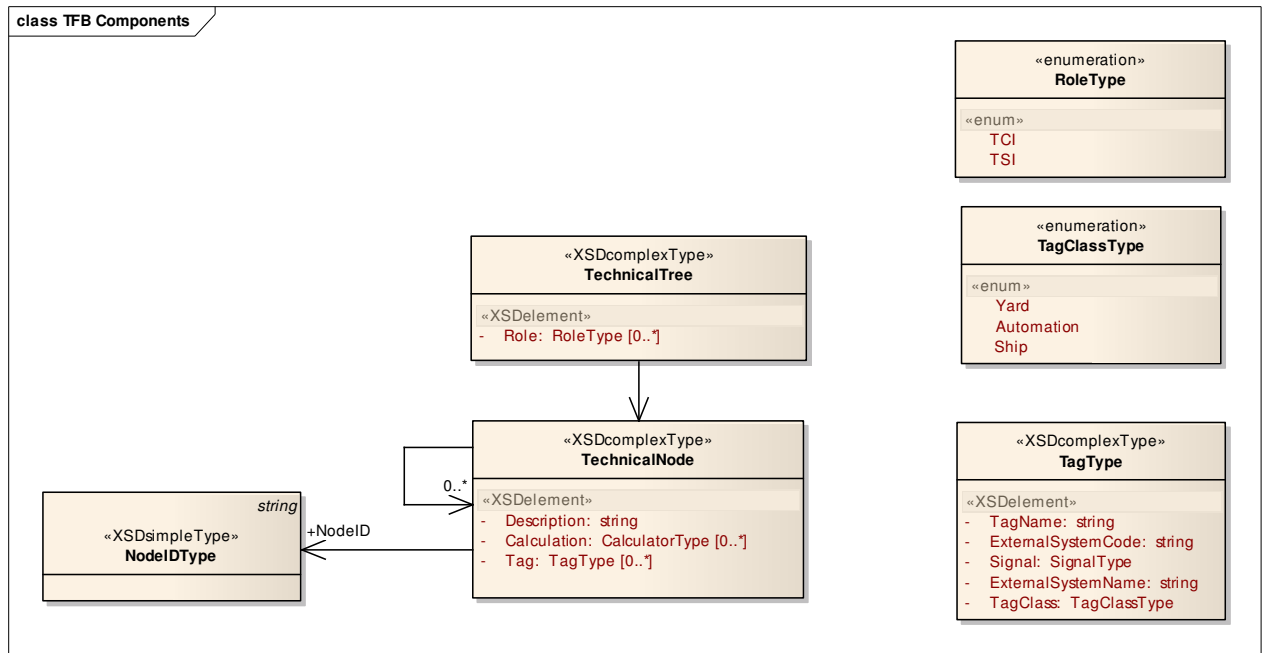 class TFB Components
«enumeration»
RoleType
«enum»
TCI
TSI
«enumeration»
TagClassType
«enum»
Yard
Automation
Ship
«XSDcomplexType»
TechnicalTree
«XSDelement»
- Role: RoleType [0..*]
«XSDcomplexType»
TechnicalNode
«XSDelement»
- Description: string
- Calculation: CalculatorType [0..*]
- Tag: TagType [0..*]
0..*
+NodeID
string
«XSDsimpleType»
NodeIDType
«XSDcomplexType»
TagType
«XSDelement»
- TagName: string
- ExternalSystemCode: string
- Signal: SignalType
- ExternalSystemName: string
- TagClass: TagClassType